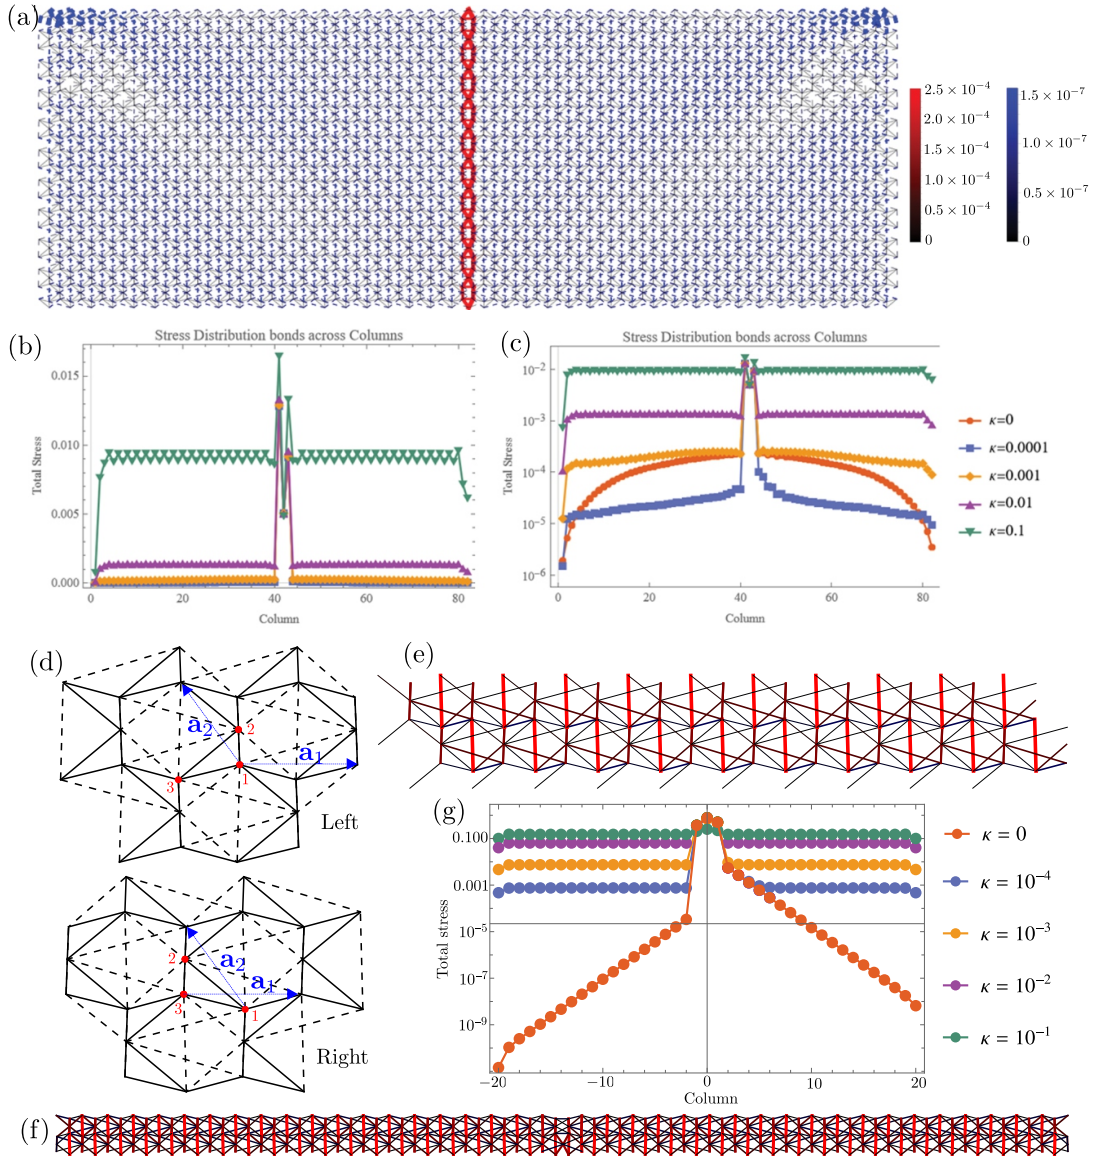 (a)
2.5 × 10⁻⁴
2.0 × 10⁻⁴
1.5 × 10⁻⁴
0.5 × 10⁻⁴
0.5 × 10⁻⁴
0
1.5 × 10⁻⁷
1.0 × 10⁻⁷
0.5 × 10⁻⁷
0
(b)
Stress Distribution bonds across Columns
Total Stress
0.015
0.010
0.005
0.000
0 20 40 60 80
Column
(c)
Stress Distribution bonds across Columns
Total Stress
10⁻²
10⁻³
10⁻⁴
10⁻⁵
10⁻⁶
0 20 40 60 80
Column
κ=0
κ=0.0001
κ=0.001
κ=0.01
κ=0.1
(d)
a₂
a₁
2
3
1
Left
2
a₂
a₁
3
1
Right
(e)
(g)
Total stress
0.100
0.001
10⁻⁵
10⁻⁷
10⁻⁹
−20 −10 0 10 20
Column
κ = 0
κ = 10⁻⁴
κ = 10⁻³
κ = 10⁻²
κ = 10⁻¹
(f)